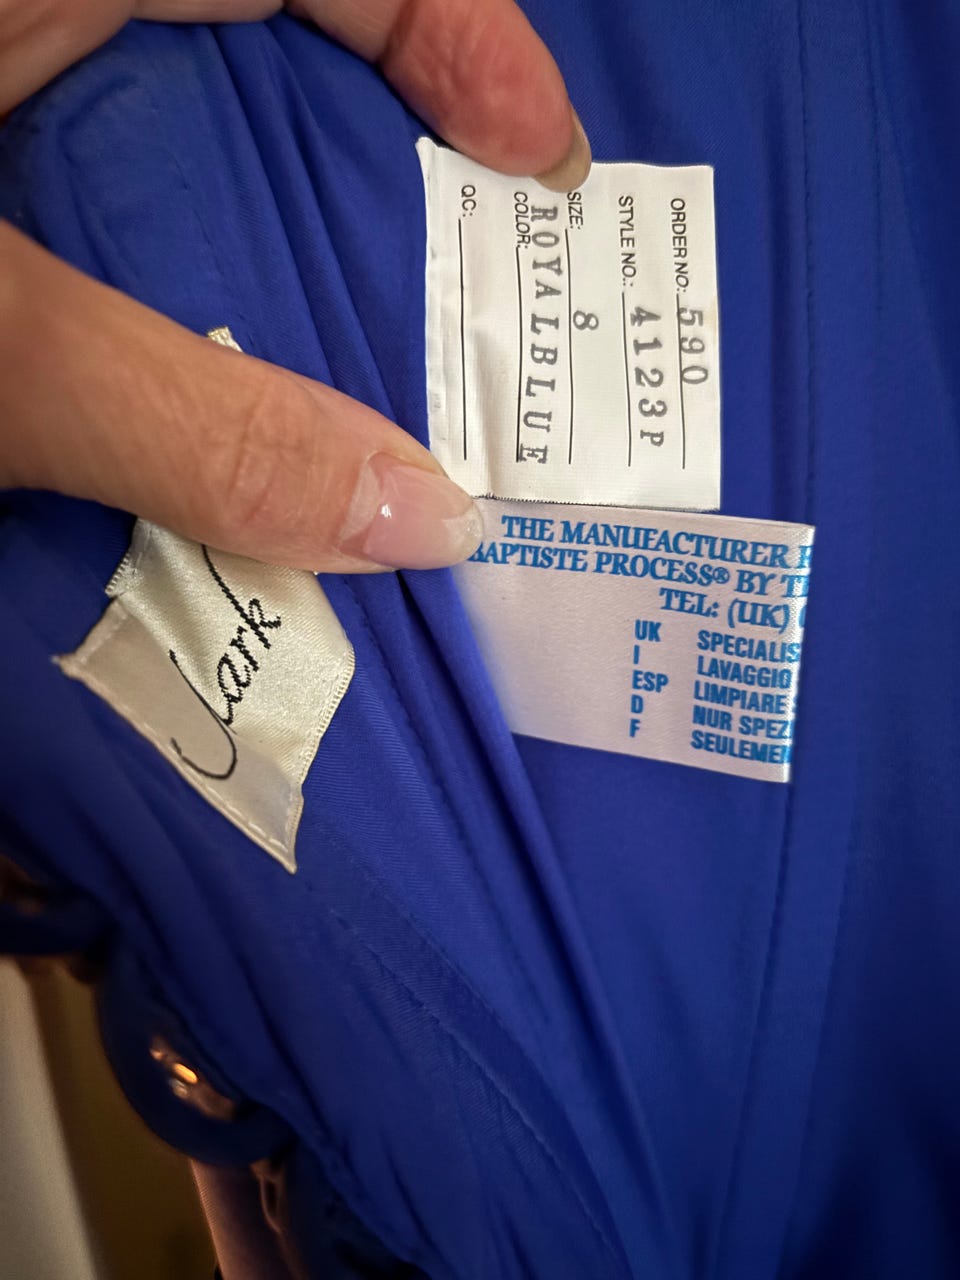 ORDER NO: 590
STYLE NO.: 4123P
SIZE: 8
COLOR: ROYALBLUE
QC:
THE MANUFACTURER
BAPTISTE PROCESS® BY
TEL: (UK)
UK SPECIALIS
I LAVAGGIO
ESP LIMPIARE
D NUR SPEZ
F SEULEMEN